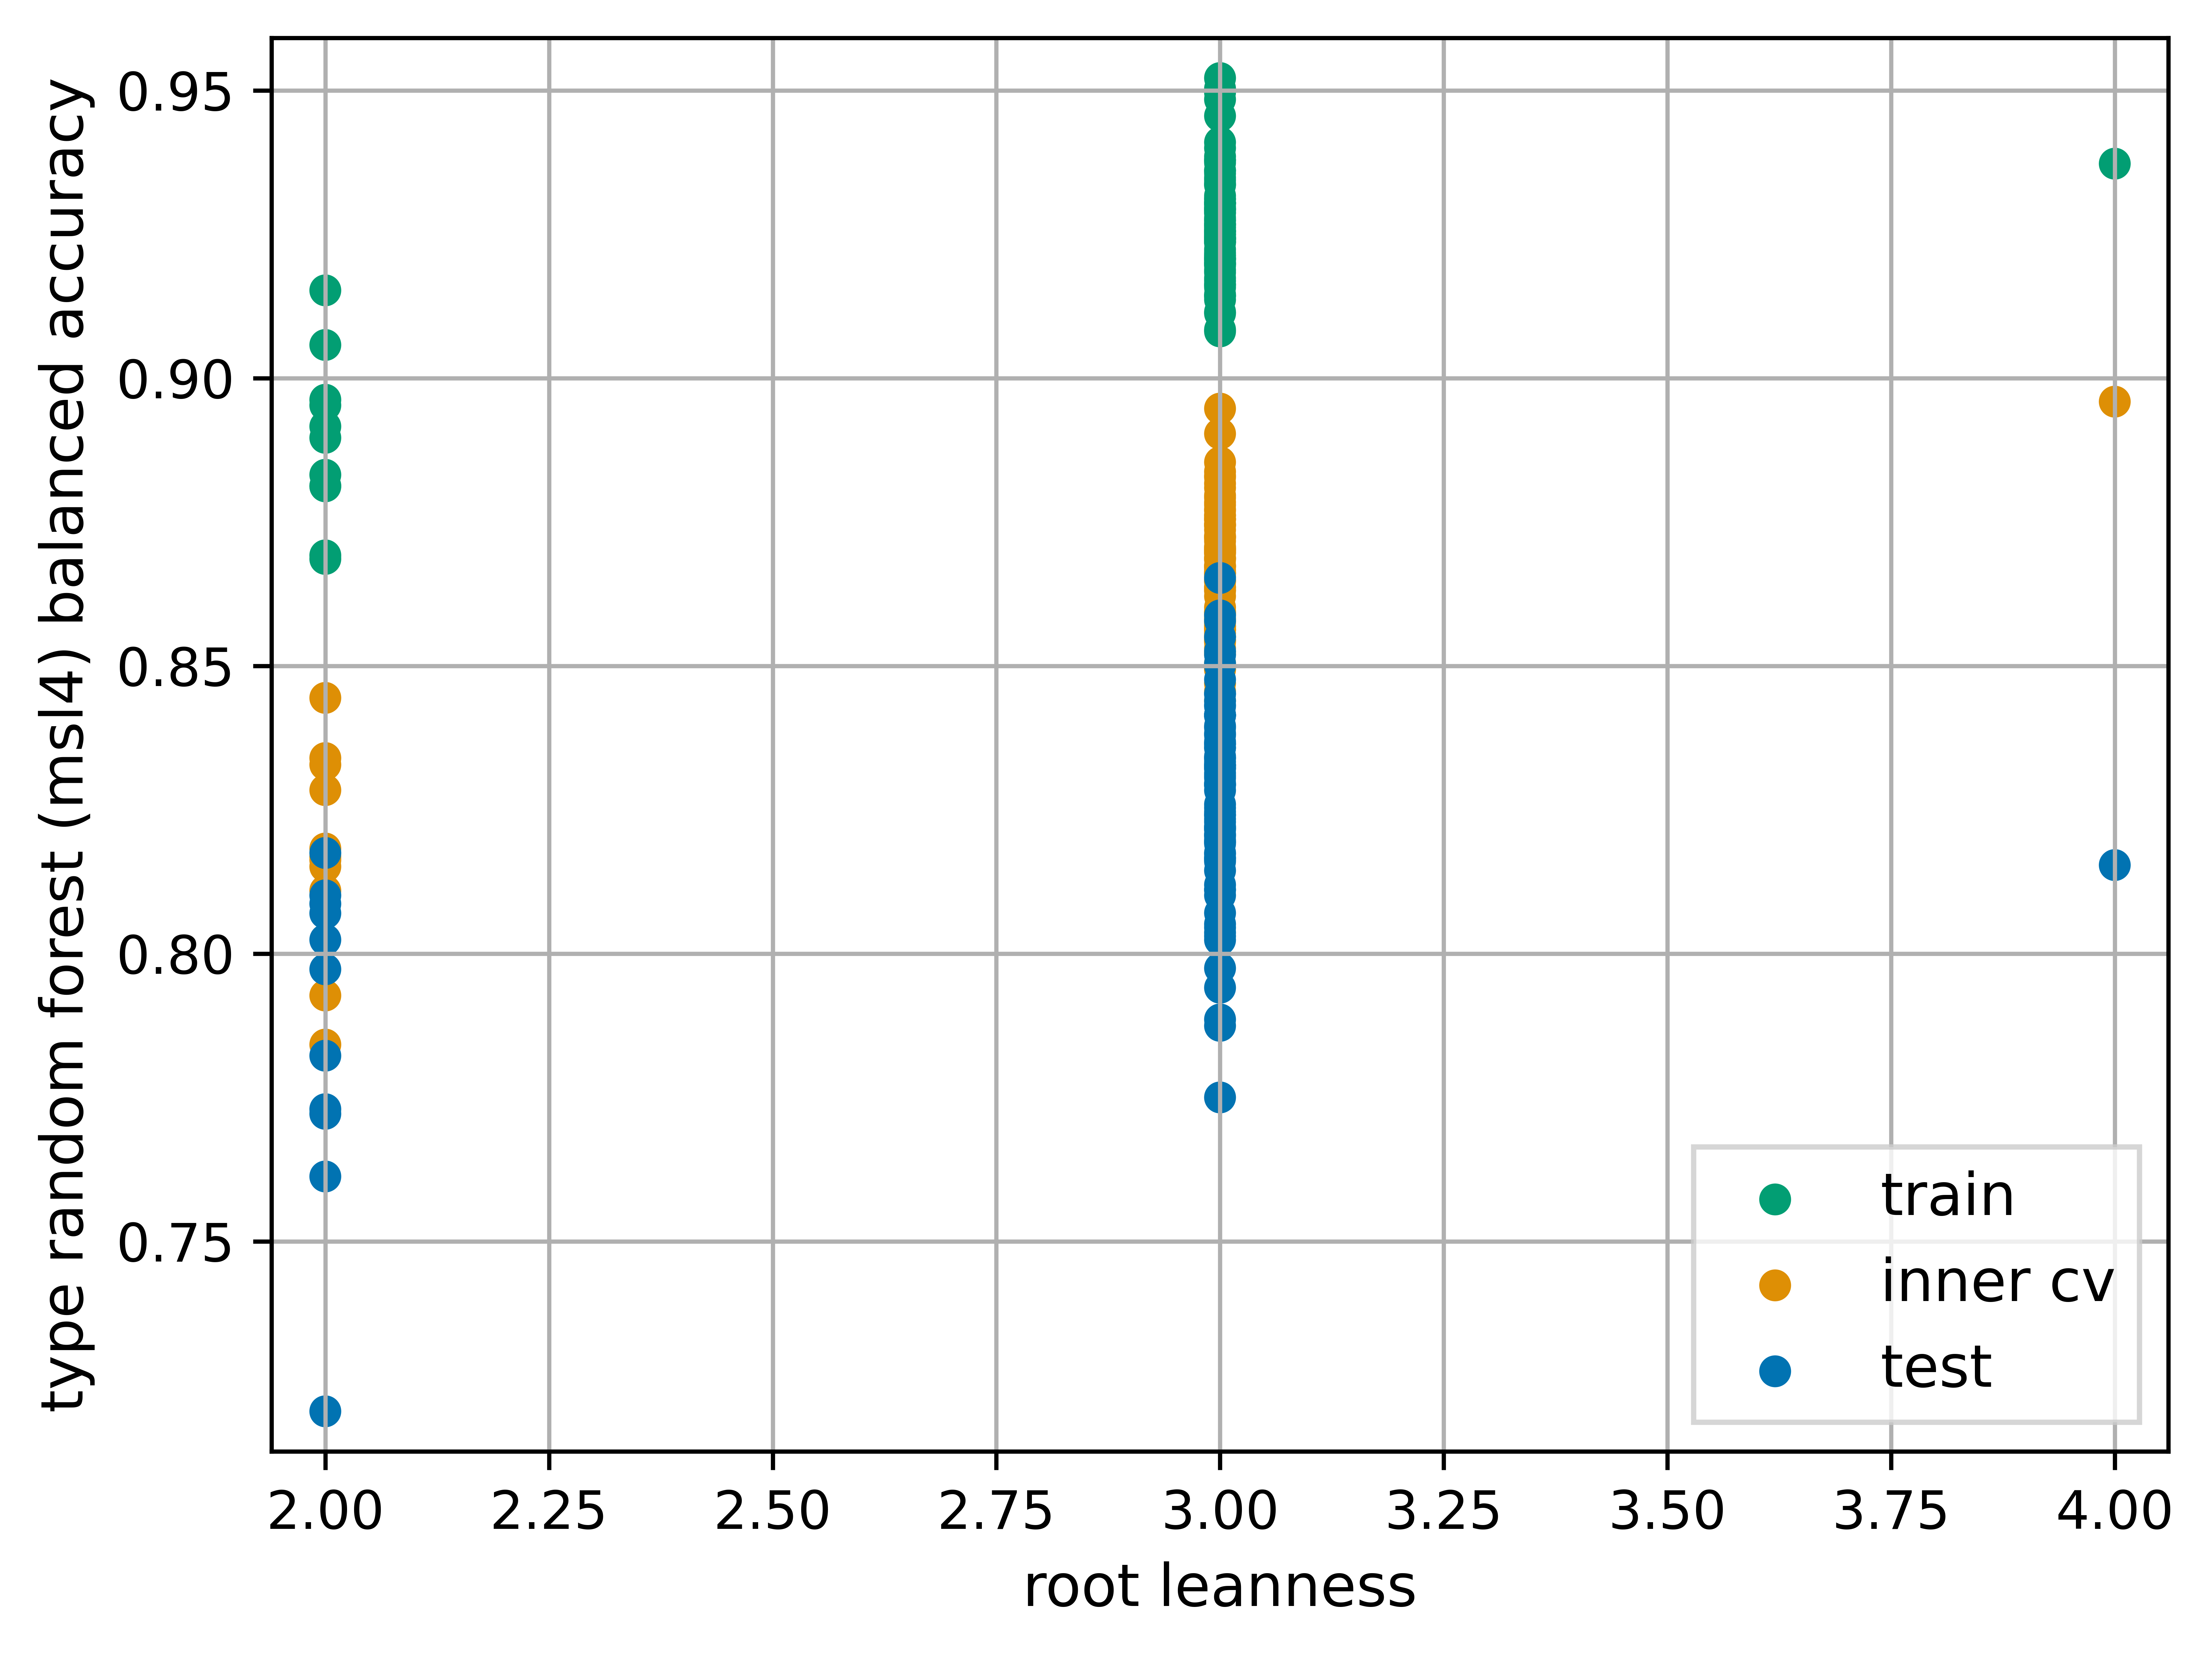 type random forest (msl4) balanced accuracy
0.95
0.90
0.85
0.80
0.75
train
inner cv
test
2.00 2.25 2.50 2.75 3.00 3.25 3.50 3.75 4.00
root leanness